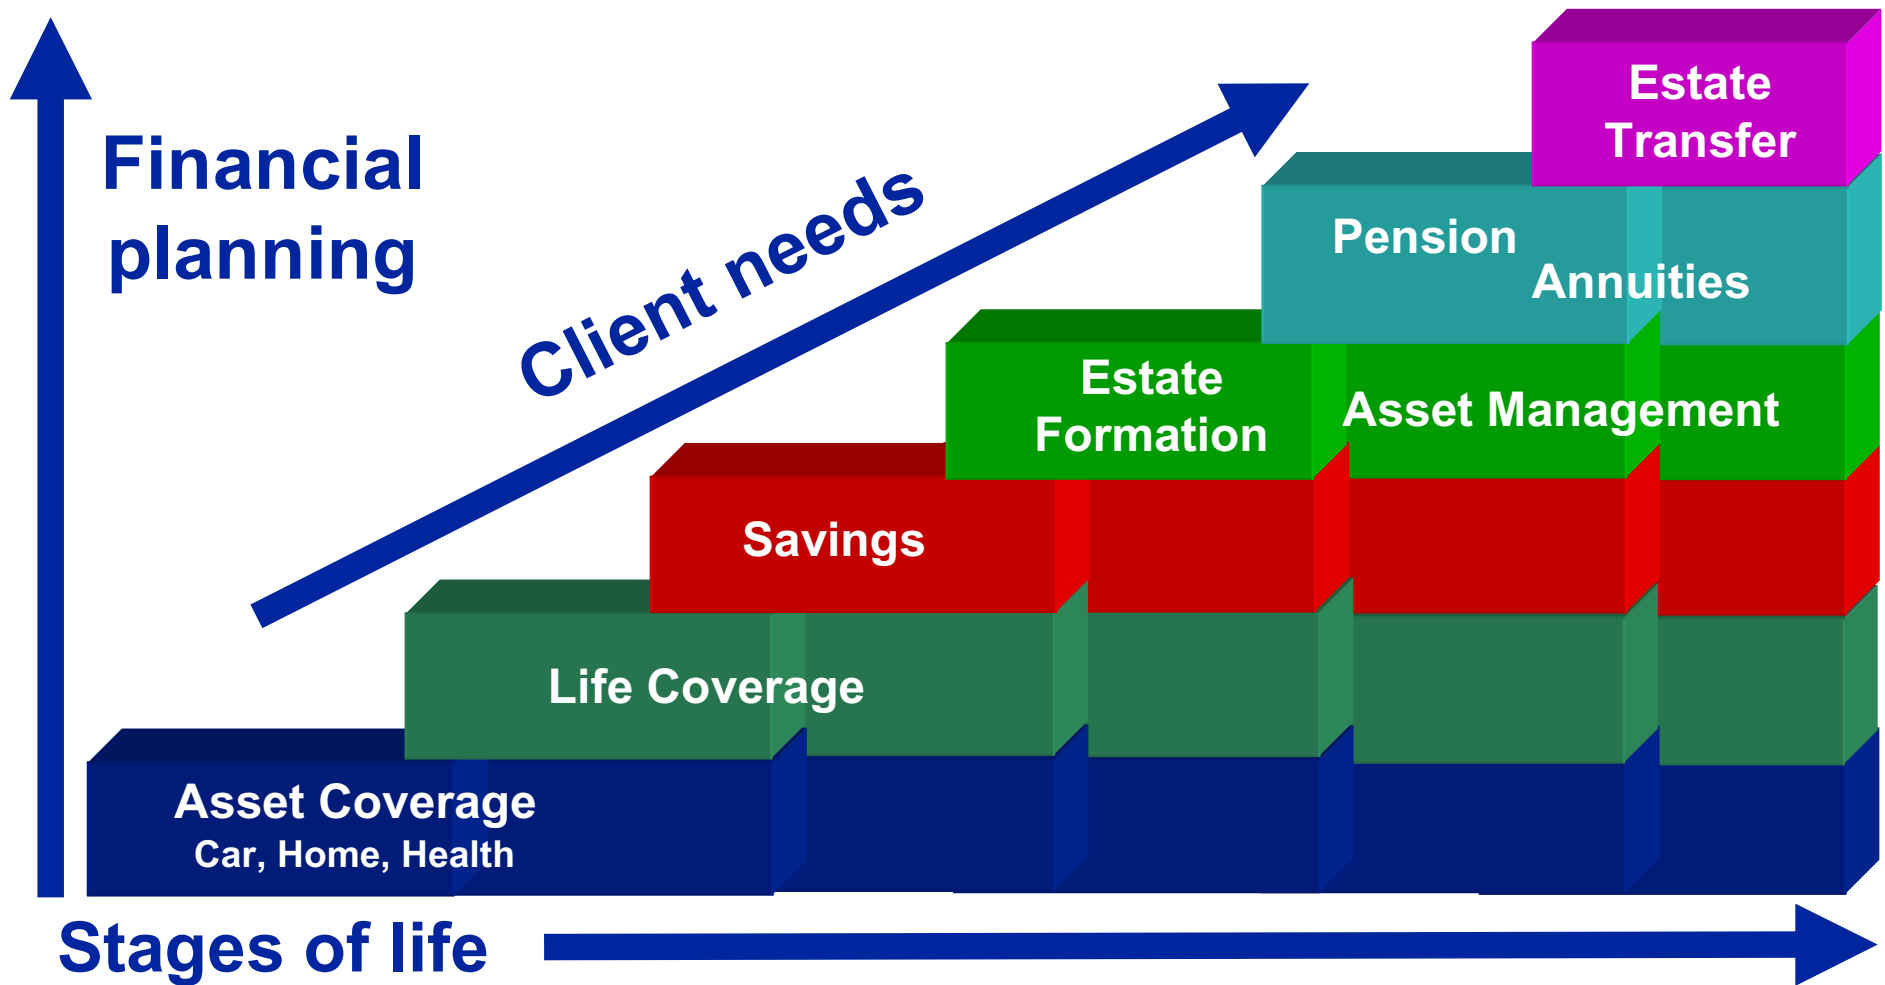 Financial
planning
Client needs
Estate
Transfer
Pension
Annuities
Estate
Formation
Asset Management
Savings
Life Coverage
Asset Coverage
Car, Home, Health
Stages of life